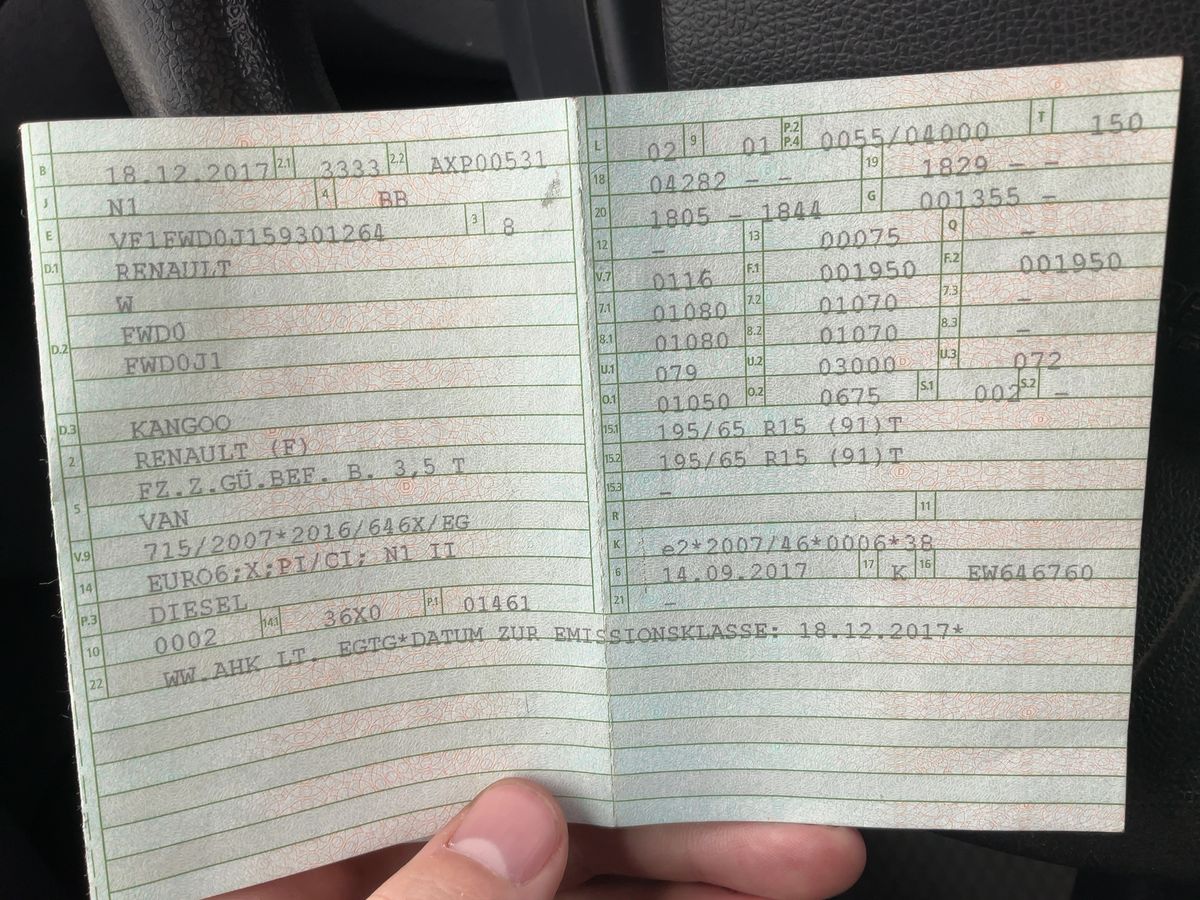 B 18.12.2017 2.1 3333 2.2 AXP00531
J N1 4 BB
E VF1FWD0J159301264 3 8
D.1 RENAULT
W
D.2 FWD0
FWD0J1
D.3 KANGOO
2 RENAULT (F)
5 FZ.Z.GÜ.BEF. B. 3,5 T
VAN
V.9 715/2007*2016/646X/EG
14 EURO6;X;PI/CI; N1 II
P.3 DIESEL
10 0002 14.1 36X0 P.1 01461
22 WW.AHK LT. EGTG*DATUM ZUR EMISSIONSKLASSE: 18.12.2017*
L 02 9 01 P.2 P.4 0055/04000 T 150
18 04282 – – 19 1829 – –
20 1805 – 1844 G 001355 –
12 – 13 00075 Q –
V.7 0116 F.1 001950 F.2 001950
7.1 01080 7.2 01070 7.3 –
8.1 01080 8.2 01070 8.3 –
U.1 079 U.2 03000 U.3 072
O.1 01050 O.2 0675 S.1 002 S.2 –
15.1 195/65 R15 (91)T
15.2 195/65 R15 (91)T
15.3 –
R 11
K e2*2007/46*0006*38
6 14.09.2017 17 K 16 EW646760
21 –